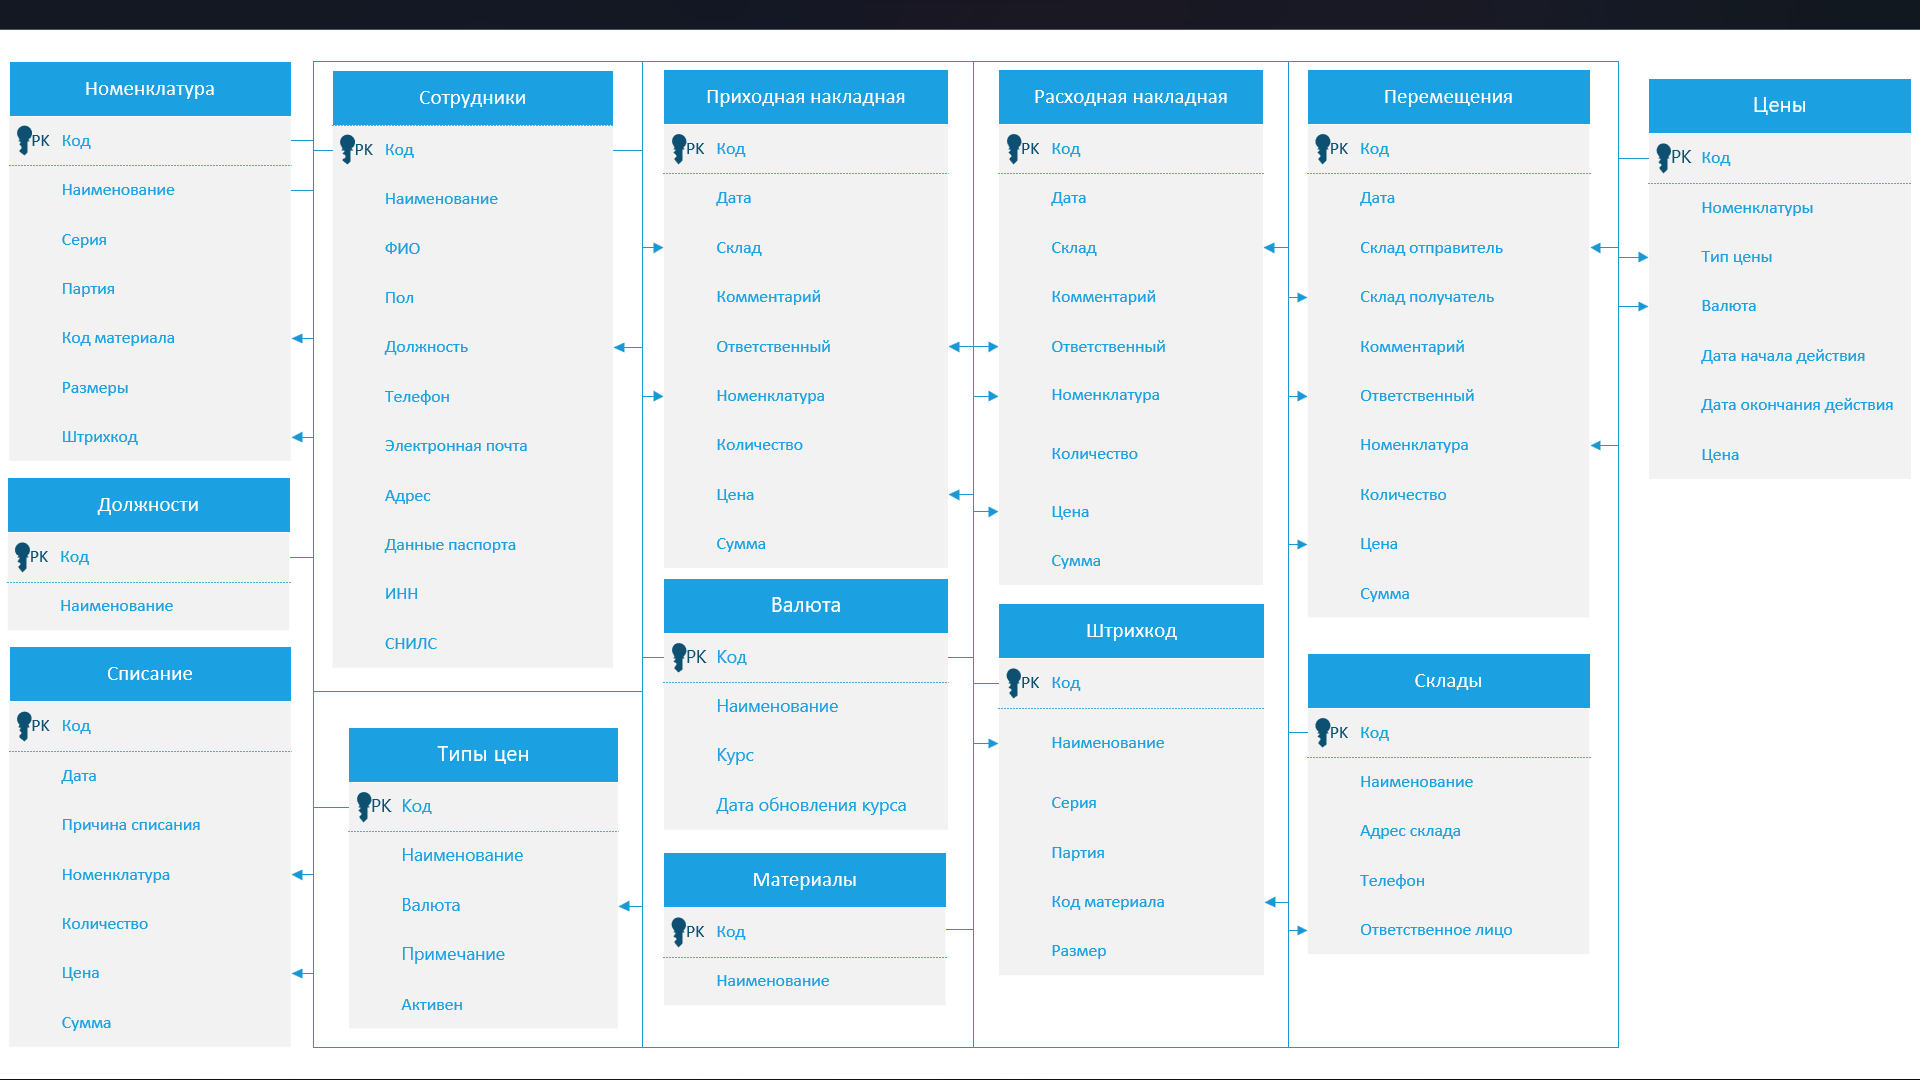 Номенклатура
PK Код
Наименование
Серия
Партия
Код материала
Размеры
Штрихкод
Должности
PK Код
Наименование
Списание
PK Код
Дата
Причина списания
Номенклатура
Количество
Цена
Сумма
Сотрудники
PK Код
Наименование
ФИО
Пол
Должность
Телефон
Электронная почта
Адрес
Данные паспорта
ИНН
СНИЛС
Типы цен
PK Код
Наименование
Валюта
Примечание
Активен
Приходная накладная
PK Код
Дата
Склад
Комментарий
Ответственный
Номенклатура
Количество
Цена
Сумма
Валюта
PK Код
Наименование
Курс
Дата обновления курса
Материалы
PK Код
Наименование
Расходная накладная
PK Код
Дата
Склад
Комментарий
Ответственный
Номенклатура
Количество
Цена
Сумма
Штрихкод
PK Код
Наименование
Серия
Партия
Код материала
Размер
Перемещения
PK Код
Дата
Склад отправитель
Склад получатель
Комментарий
Ответственный
Номенклатура
Количество
Цена
Сумма
Склады
PK Код
Наименование
Адрес склада
Телефон
Ответственное лицо
Цены
PK Код
Номенклатуры
Тип цены
Валюта
Дата начала действия
Дата окончания действия
Цена